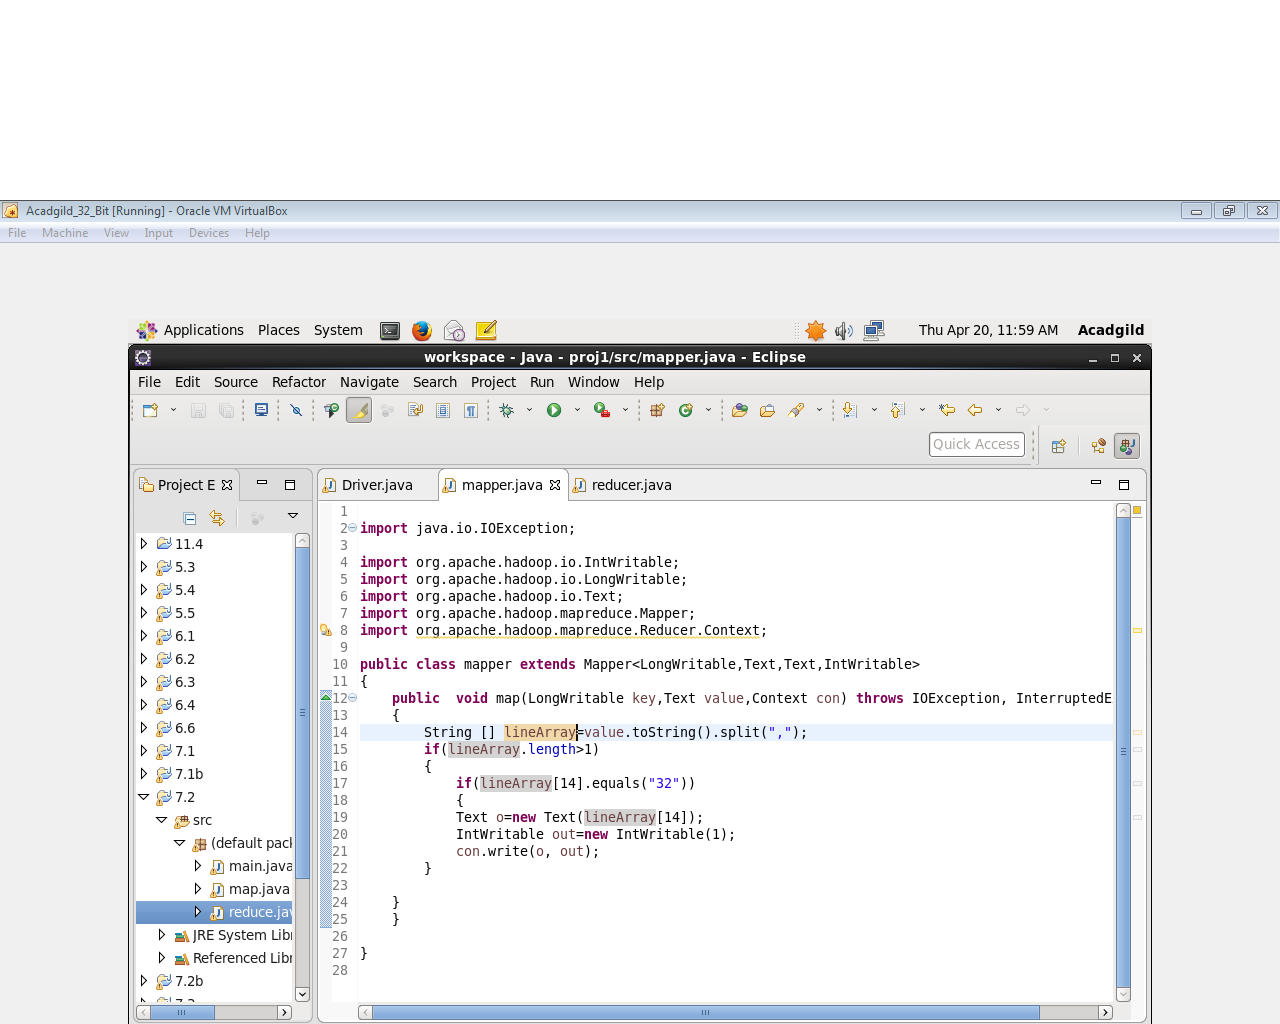 Acadgild_32_Bit [Running] - Oracle VM VirtualBox
File Machine View Input Devices Help
Applications Places System Thu Apr 20, 11:59 AM Acadgild
workspace - Java - proj1/src/mapper.java - Eclipse
File Edit Source Refactor Navigate Search Project Run Window Help
Quick Access
Project E
Driver.java mapper.java reducer.java
11.4
5.3
5.4
5.5
6.1
6.2
6.3
6.4
6.6
7.1
7.1b
7.2
src
(default pack
main.java
map.java
reduce.jav
JRE System Libr
Referenced Libr
7.2b
1
2 import java.io.IOException;
3
4 import org.apache.hadoop.io.IntWritable;
5 import org.apache.hadoop.io.LongWritable;
6 import org.apache.hadoop.io.Text;
7 import org.apache.hadoop.mapreduce.Mapper;
8 import org.apache.hadoop.mapreduce.Reducer.Context;
9
10 public class mapper extends Mapper<LongWritable,Text,Text,IntWritable>
11 {
12 public  void map(LongWritable key,Text value,Context con) throws IOException, InterruptedE
13 {
14 String [] lineArray=value.toString().split(",");
15 if(lineArray.length>1)
16 {
17 if(lineArray[14].equals("32"))
18 {
19 Text o=new Text(lineArray[14]);
20 IntWritable out=new IntWritable(1);
21 con.write(o, out);
22 }
23
24 }
25 }
26
27 }
28